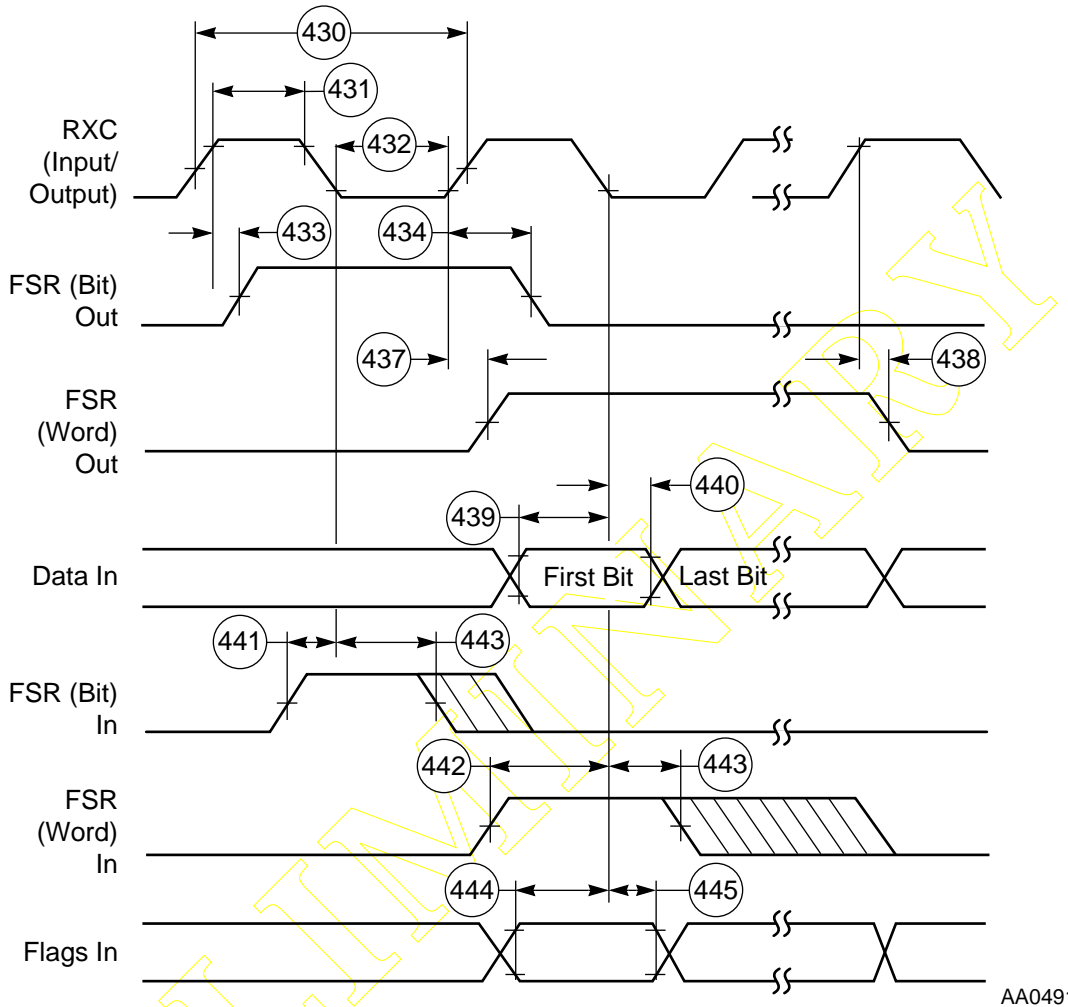 430
431
RXC
(Input/
Output)
432
433
434
FSR (Bit)
Out
437
438
FSR
(Word)
Out
440
439
Data In
First Bit
Last Bit
441
443
FSR (Bit)
In
442
443
FSR
(Word)
In
444
445
Flags In
AA0491
LIMINARY